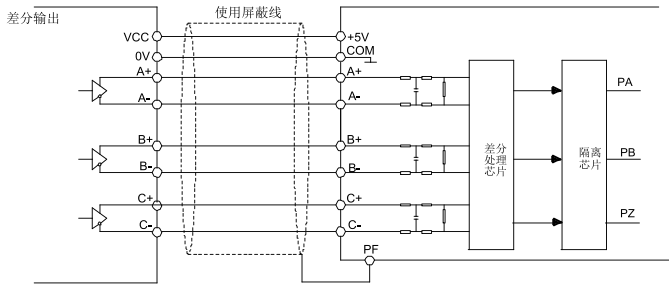 差分输出
使用屏蔽线
VCC
+5V
0V
COM
A+
A+
A-
A-
B+
B+
B-
B-
C+
C+
C-
C-
PF
差分
处理
芯片
隔离
芯片
PA
PB
PZ